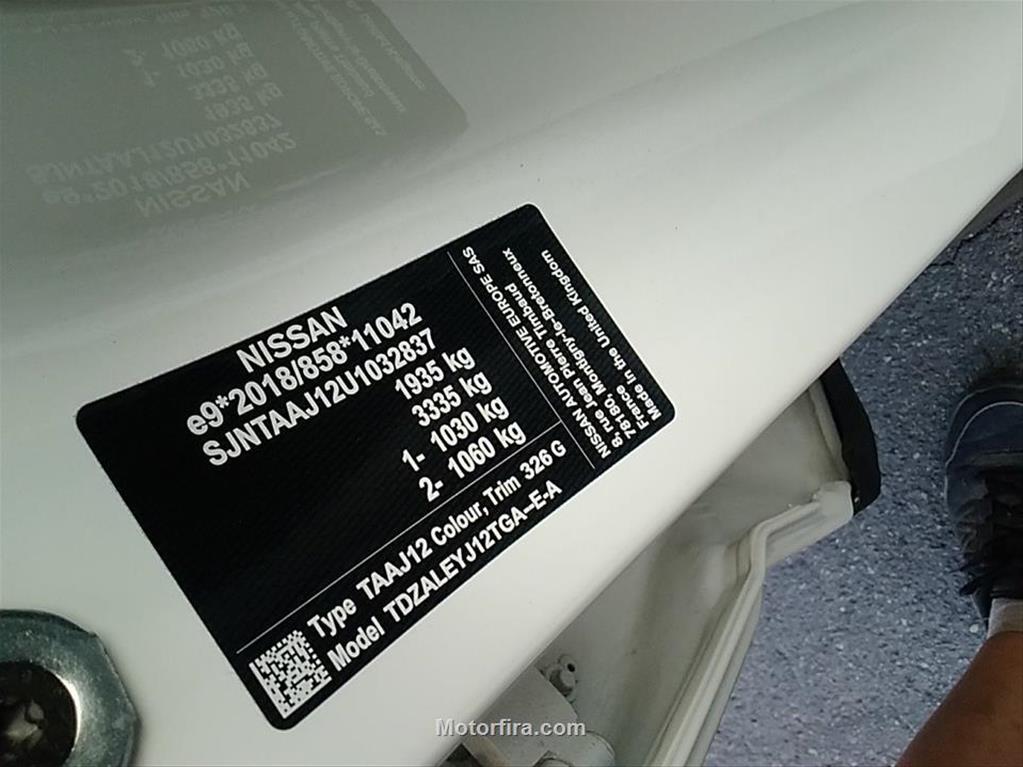 NISSAN
e9*2018/858*11042
SJNTAAJ12U1032837
1935 kg
3335 kg
1- 1030 kg
2- 1060 kg
Type TAAJ12 Colour, Trim 326 G
Model TDZALEYJ12TGA--E-A
NISSAN AUTOMOTIVE EUROPE SAS
8, rue Jean Pierre Timbaud
78180, Montigny-le-Bretonneux
France
Made in the United Kingdom
Motorfira.com